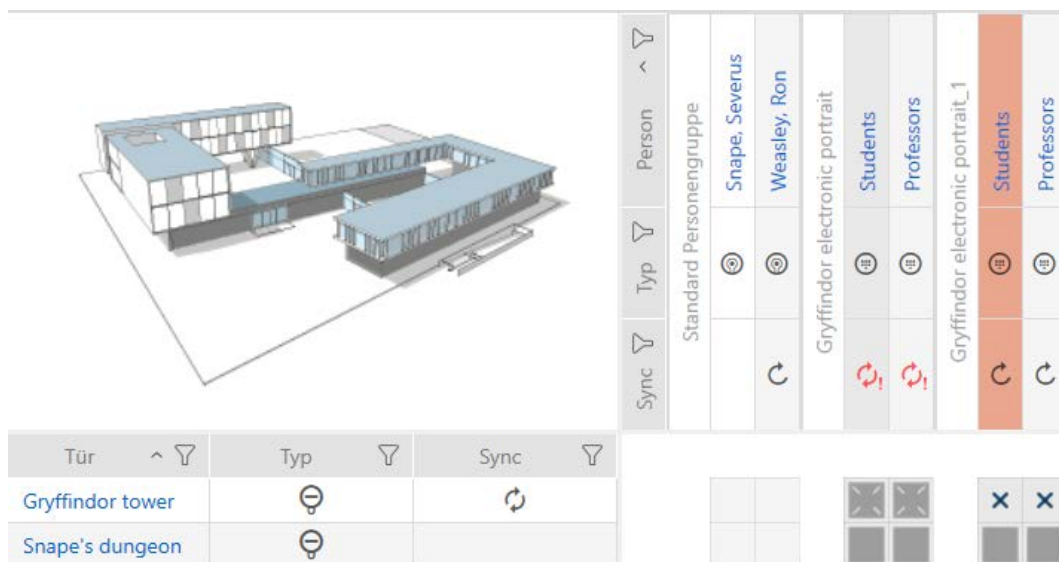 Person
Typ
Sync
Standard Personengruppe
Snape, Severus
Weasley, Ron
Gryffindor electronic portrait
Students
Professors
Gryffindor electronic portrait_1
Students
Professors
Tür Typ Sync
Gryffindor tower
Snape's dungeon